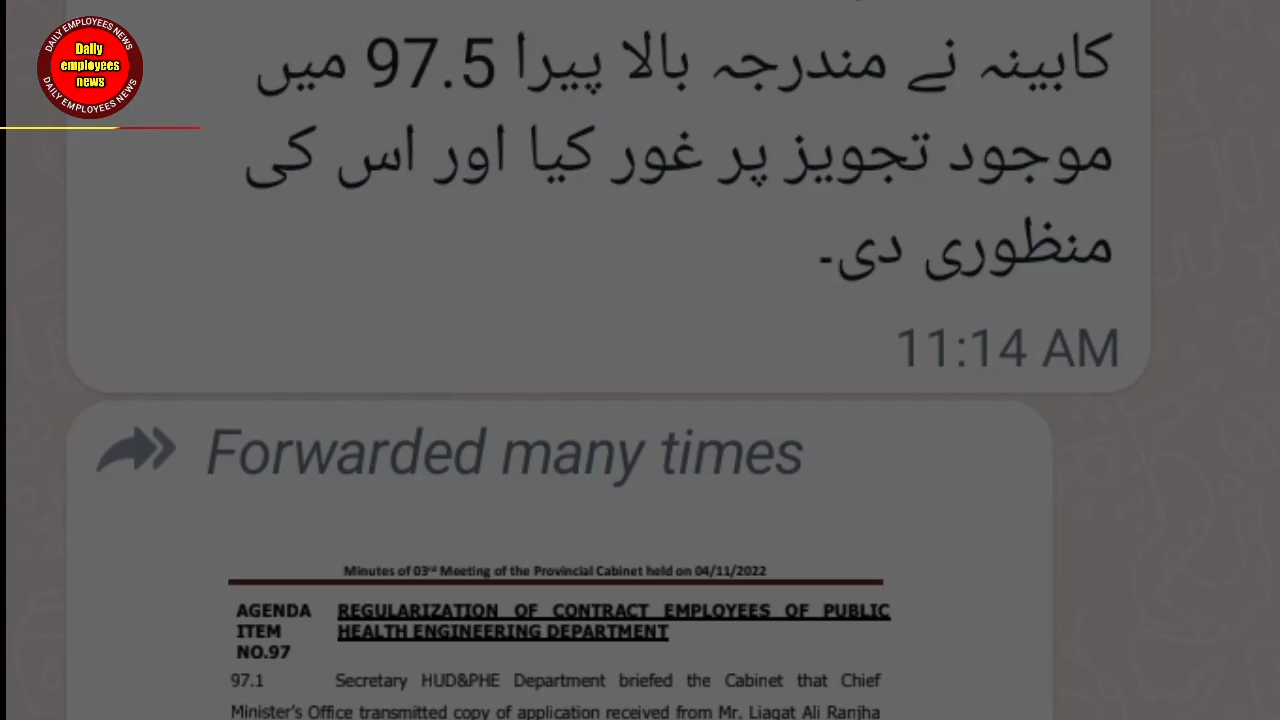 DAILY EMPLOYEES NEWS
Daily
employees
news
DAILY EMPLOYEES NEWS
کابینہ نے مندرجہ بالا پیرا 97.5 میں
موجود تجویز پر غور کیا اور اس کی
منظوری دی۔
11:14 AM
Forwarded many times
Minutes of 03rd Meeting of the Provincial Cabinet held on 04/11/2022
AGENDA ITEM NO.97
REGULARIZATION OF CONTRACT EMPLOYEES OF PUBLIC
HEALTH ENGINEERING DEPARTMENT
97.1 Secretary HUD&PHE Department briefed the Cabinet that Chief
Minister's Office transmitted copy of application received from Mr. Liaqat Ali Ranjha